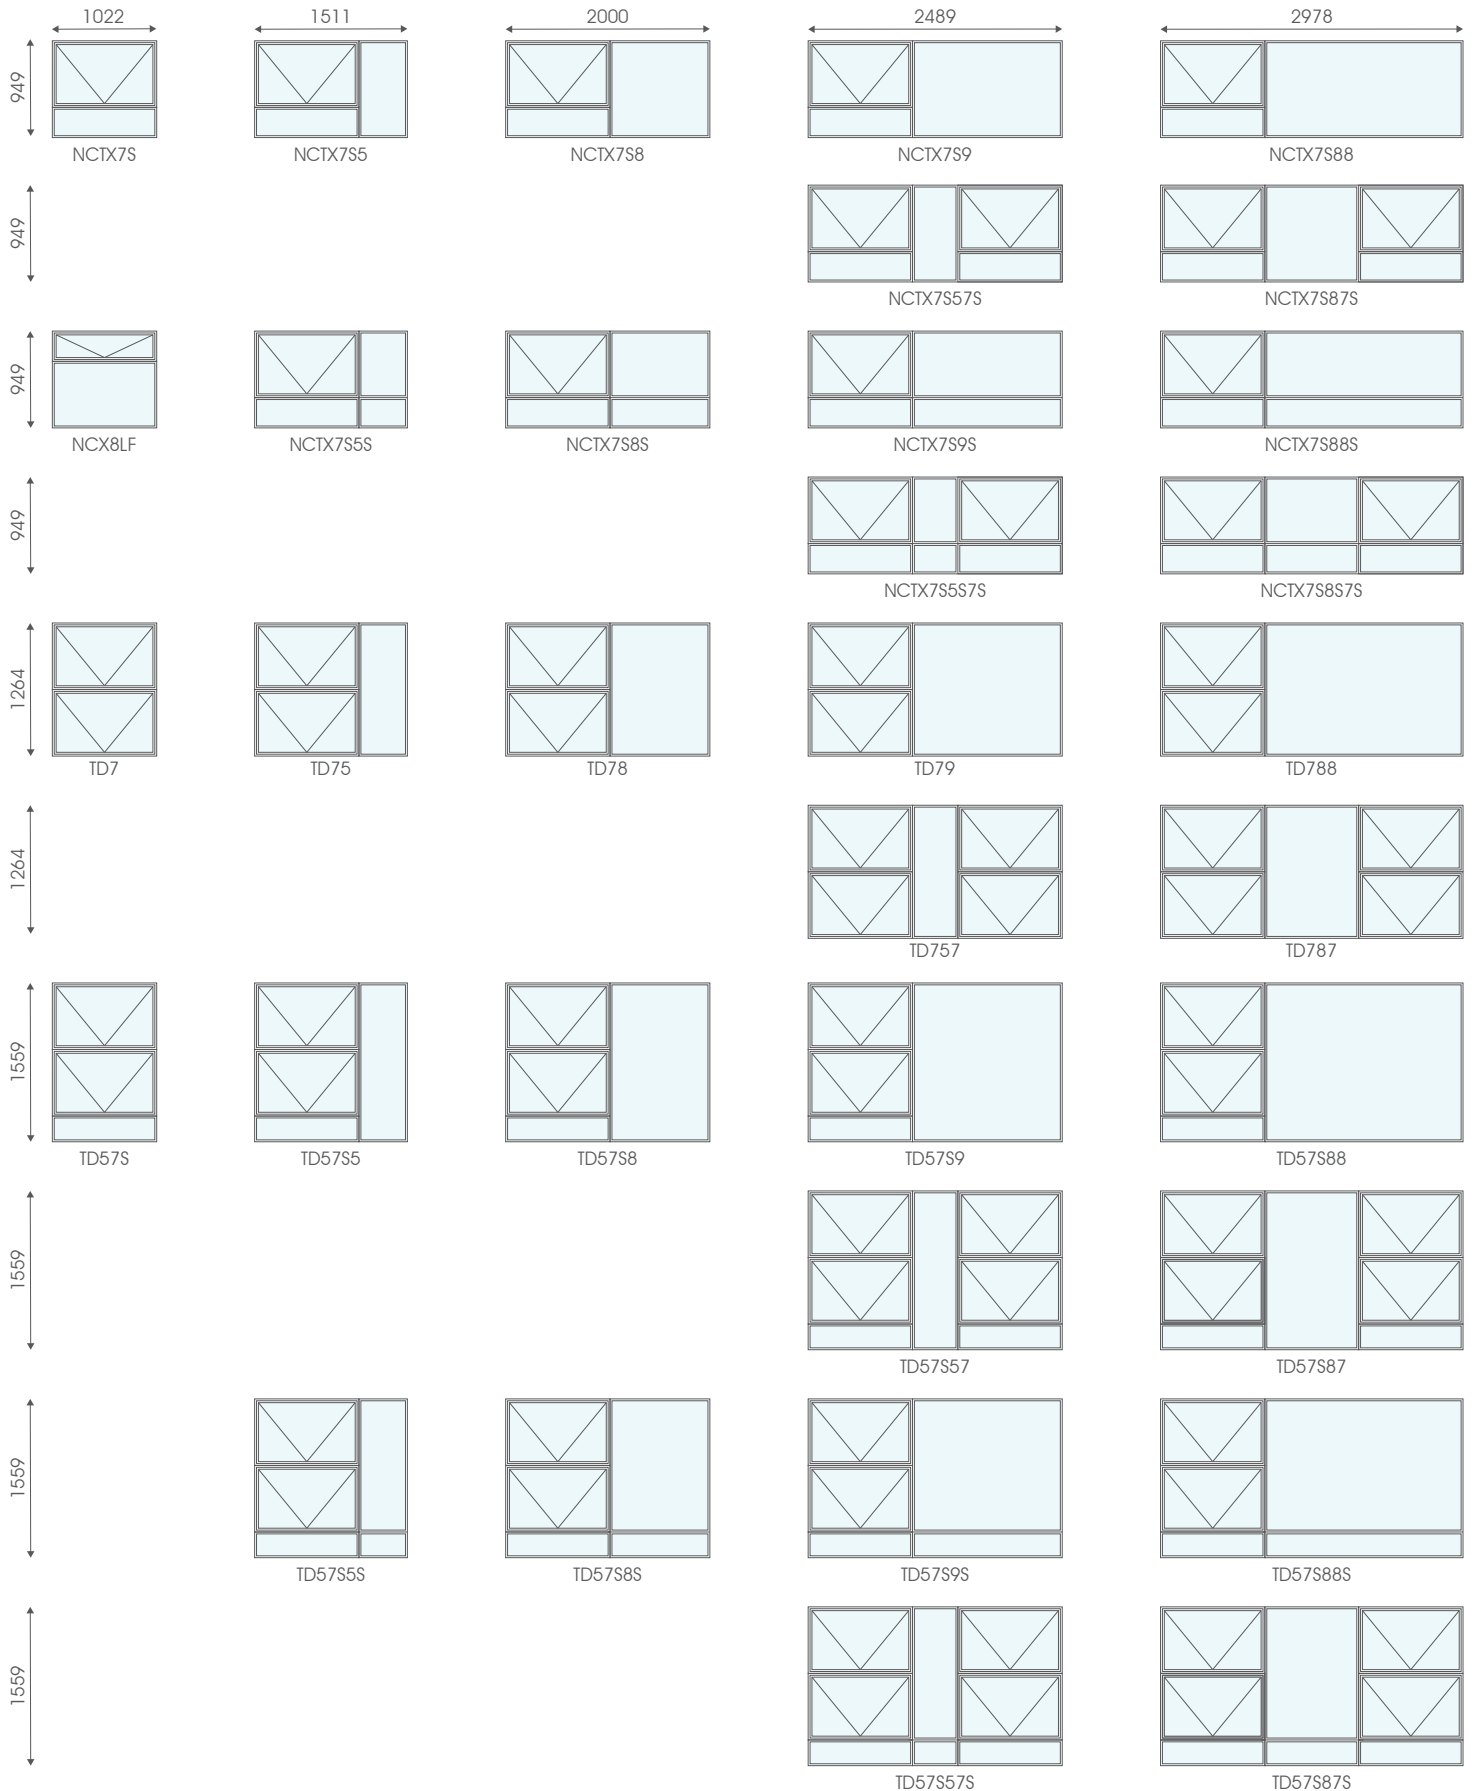 1022 1511 2000 2489 2978
949
NCTX7S NCTX7S5 NCTX7S8 NCTX7S9 NCTX7S88
949
NCTX7S57S NCTX7S87S
949
NCX8LF NCTX7S5S NCTX7S8S NCTX7S9S NCTX7S88S
949
NCTX7S5S7S NCTX7S8S7S
1264
TD7 TD75 TD78 TD79 TD788
1264
TD757 TD787
1559
TD57S TD57S5 TD57S8 TD57S9 TD57S88
1559
TD57S57 TD57S87
1559
TD57S5S TD57S8S TD57S9S TD57S88S
1559
TD57S57S TD57S87S